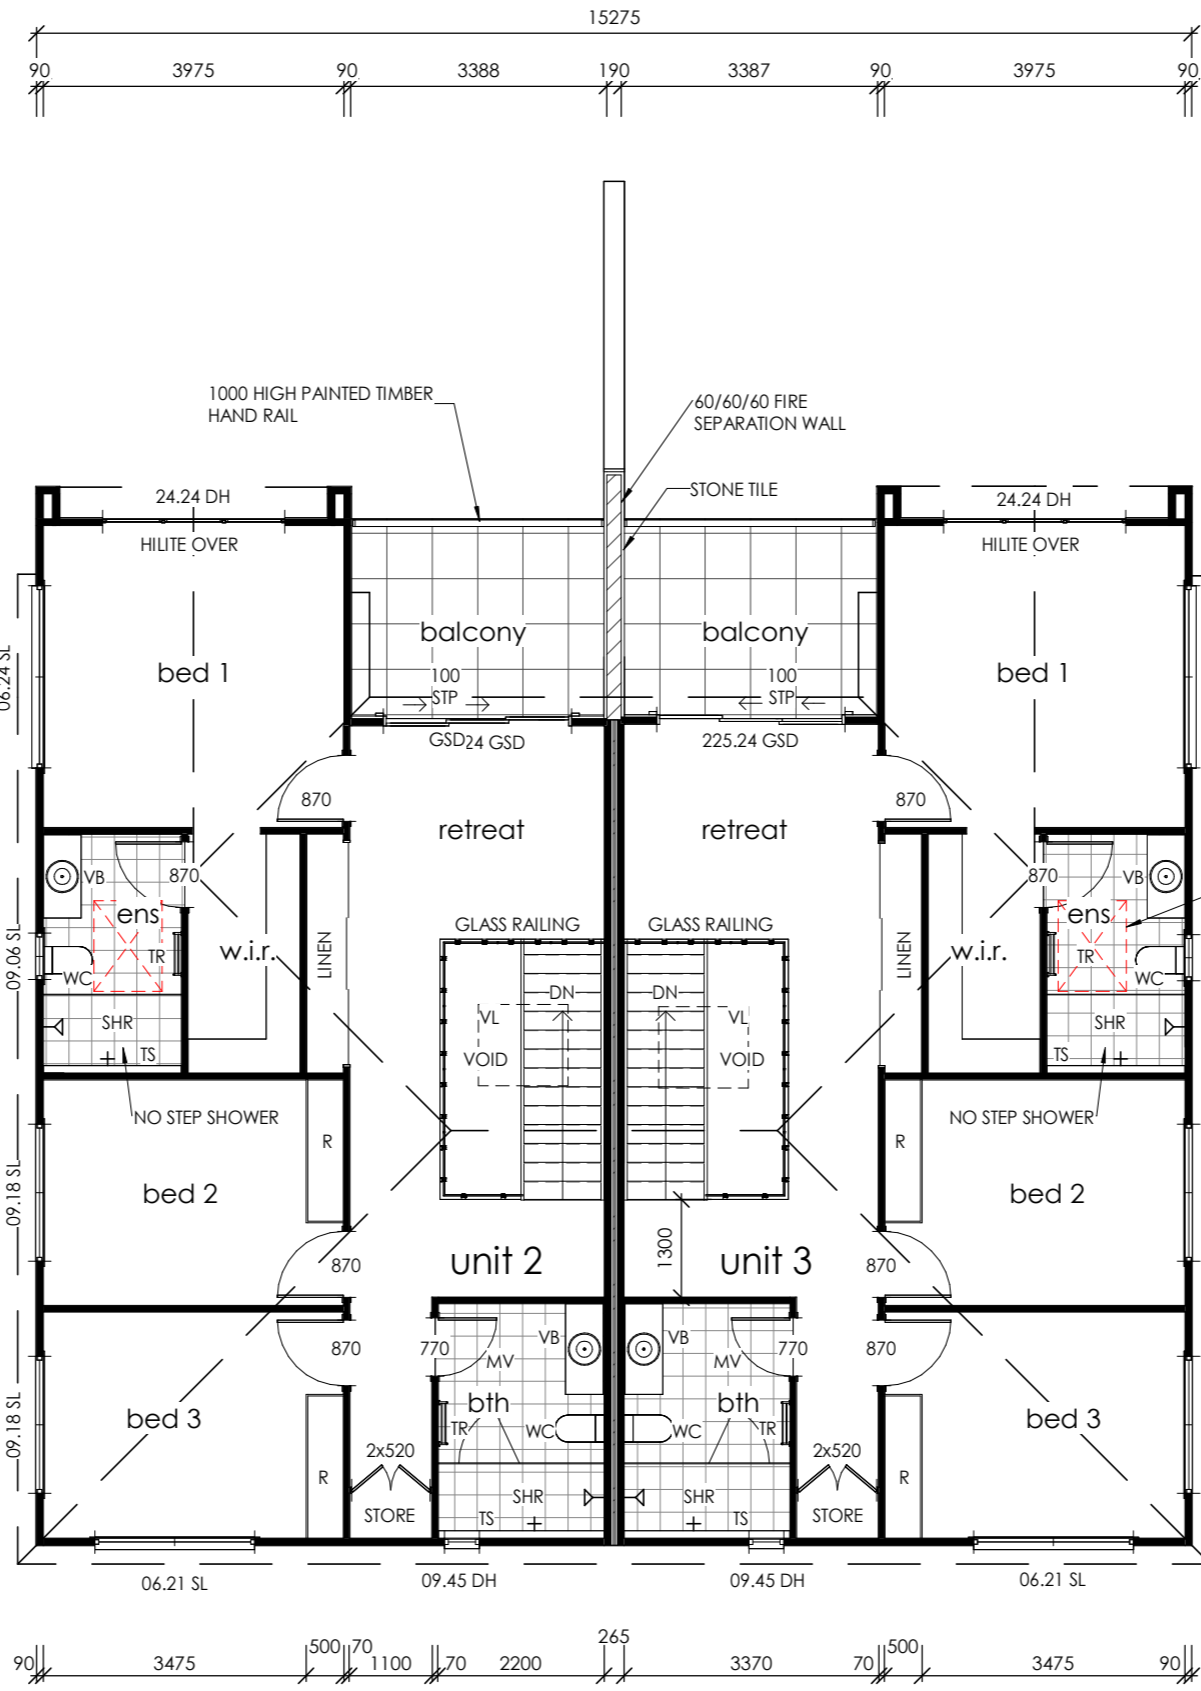 15275
90 3975 90 3388 190 3387 90 3975 90
1000 HIGH PAINTED TIMBER
HAND RAIL
60/60/60 FIRE
SEPARATION WALL
STONE TILE
24.24 DH
24.24 DH
HILITE OVER
HILITE OVER
06.24 SL
bed 1
balcony
balcony
bed 1
100
STP
100
STP
GSD24 GSD
225.24 GSD
870
870
retreat
retreat
VB
870
870
VB
ens
ens
GLASS RAILING
GLASS RAILING
09.06 SL
WC
TR
w.i.r.
LINEN
LINEN
w.i.r.
TR
WC
DN
DN
VL
VL
VOID
VOID
SHR
TS
SHR
TS
NO STEP SHOWER
NO STEP SHOWER
R
R
09.18 SL
bed 2
bed 2
1300
unit 2
unit 3
870
870
870
770
VB
MV
VB
MV
770
870
09.18 SL
bed 3
bth
bth
bed 3
TR
WC
WC
TR
2x520
2x520
R
R
STORE
SHR
TS
SHR
TS
STORE
06.21 SL
09.45 DH
09.45 DH
06.21 SL
90 3475 500 70 1100 70 2200 265 3370 70 500 3475 90